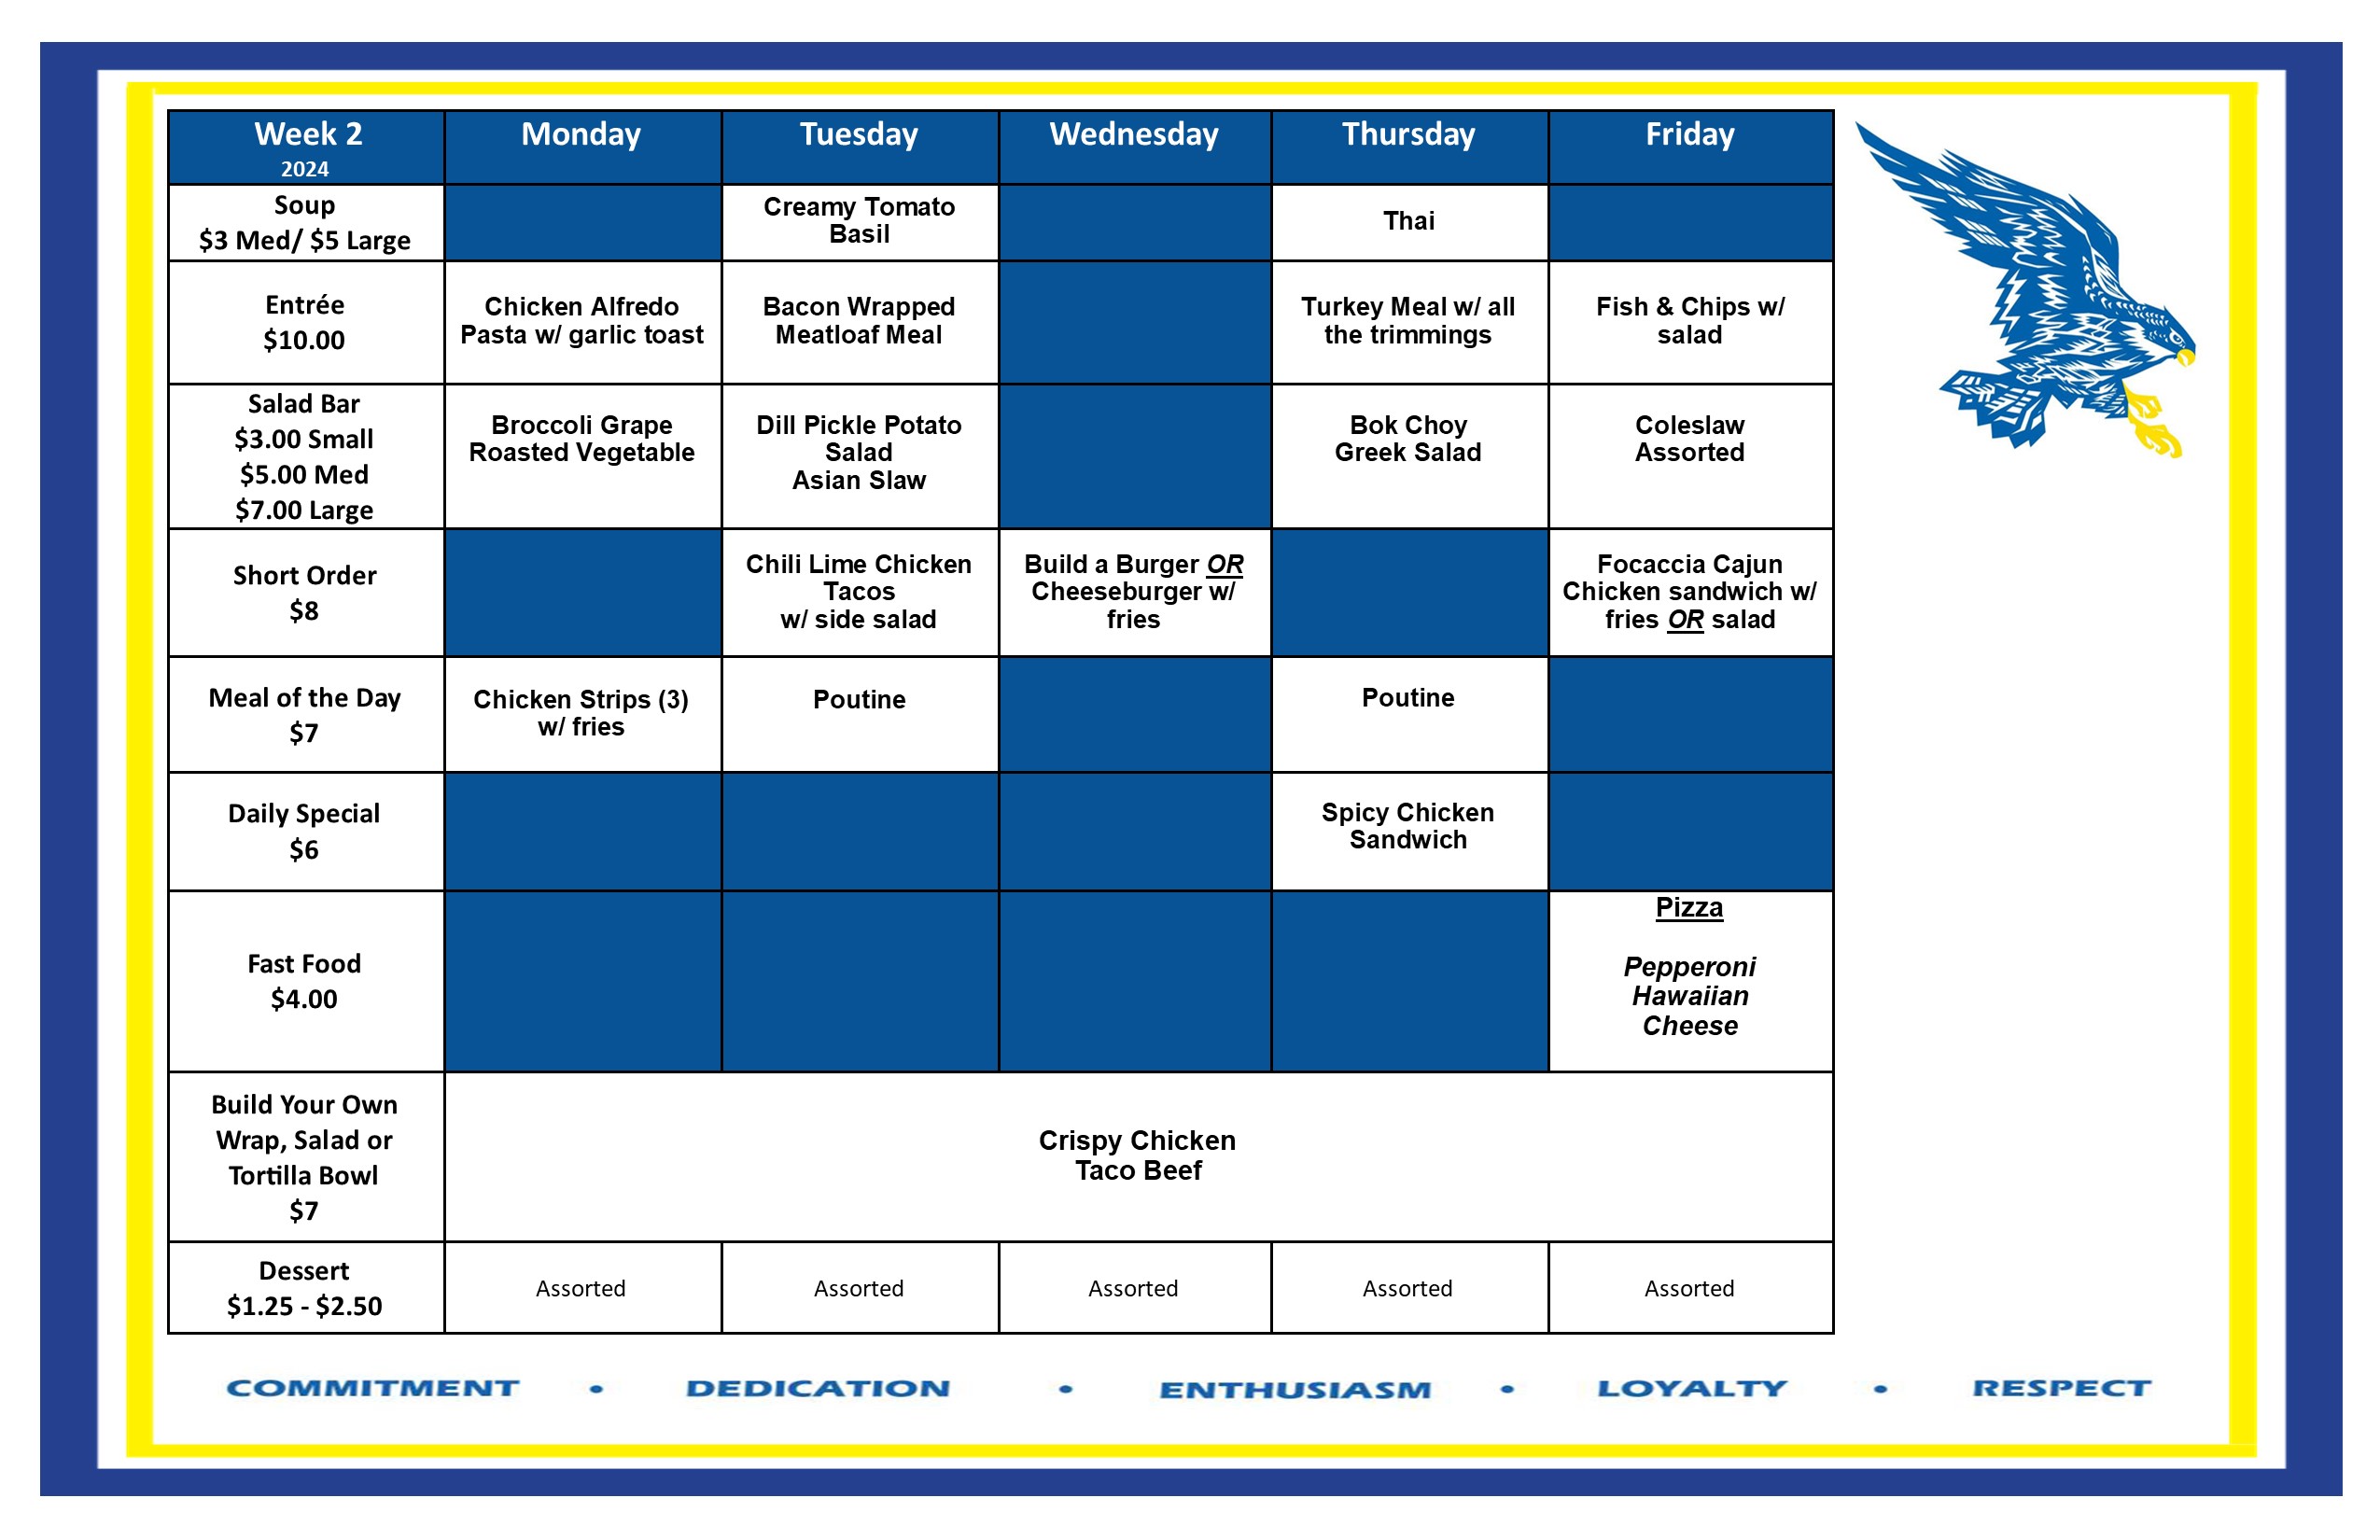 Week 2
2024
Monday
Tuesday
Wednesday
Thursday
Friday
Soup
$3 Med/ $5 Large
Creamy Tomato
Basil
Thai
Entrée
$10.00
Chicken Alfredo
Pasta w/ garlic toast
Bacon Wrapped
Meatloaf Meal
Turkey Meal w/ all
the trimmings
Fish & Chips w/
salad
Salad Bar
$3.00 Small
$5.00 Med
$7.00 Large
Broccoli Grape
Roasted Vegetable
Dill Pickle Potato
Salad
Asian Slaw
Bok Choy
Greek Salad
Coleslaw
Assorted
Short Order
$8
Chili Lime Chicken
Tacos
w/ side salad
Build a Burger OR
Cheeseburger w/
fries
Focaccia Cajun
Chicken sandwich w/
fries OR salad
Meal of the Day
$7
Chicken Strips (3)
w/ fries
Poutine
Poutine
Daily Special
$6
Spicy Chicken
Sandwich
Fast Food
$4.00
Pizza
Pepperoni
Hawaiian
Cheese
Build Your Own
Wrap, Salad or
Tortilla Bowl
$7
Crispy Chicken
Taco Beef
Dessert
$1.25 - $2.50
Assorted
Assorted
Assorted
Assorted
Assorted
COMMITMENT • DEDICATION • ENTHUSIASM • LOYALTY • RESPECT